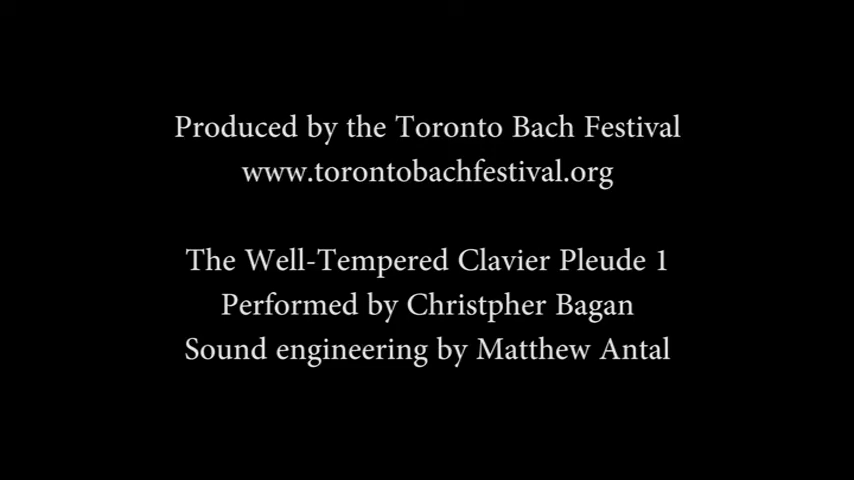 Produced by the Toronto Bach Festival
www.torontobachfestival.org
The Well-Tempered Clavier Pleude 1
Performed by Christpher Bagan
Sound engineering by Matthew Antal